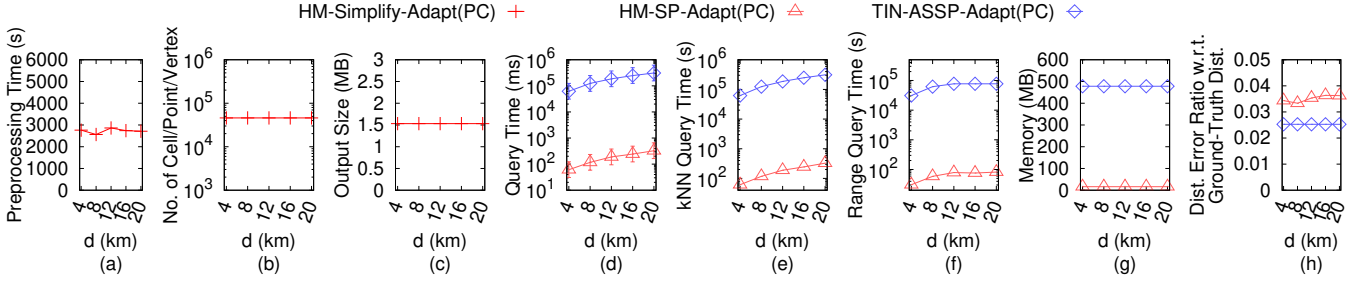 HM-Simplify-Adapt(PC) HM-SP-Adapt(PC) TIN-ASSP-Adapt(PC)
Preprocessing Time (s)
6000
5000
4000
3000
2000
1000
0
4 8 12 16 20
d (km)
(a)
No. of Cell/Point/Vertex
10^6
10^5
10^4
10^3
4 8 12 16 20
d (km)
(b)
Output Size (MB)
3
2.5
2
1.5
1
0.5
0
4 8 12 16 20
d (km)
(c)
Query Time (ms)
10^6
10^5
10^4
10^3
10^2
10^1
4 8 12 16 20
d (km)
(d)
kNN Query Time (s)
10^6
10^5
10^4
10^3
10^2
4 8 12 16 20
d (km)
(e)
Range Query Time (s)
10^5
10^4
10^3
10^2
4 8 12 16 20
d (km)
(f)
Memory (MB)
600
500
400
300
200
100
0
4 8 12 16 20
d (km)
(g)
Dist. Error Ratio w.r.t.
Ground-Truth Dist.
0.05
0.04
0.03
0.02
0.01
0
4 8 12 16 20
d (km)
(h)